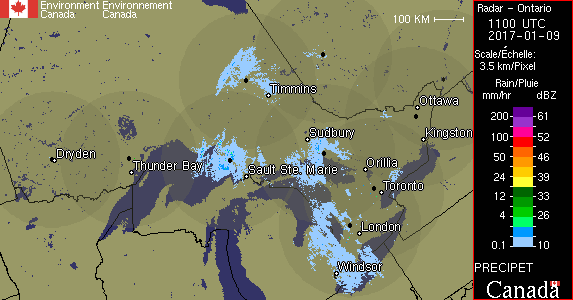 Environment Environnement
Canada Canada
100 KM
Timmins
Ottawa
Sudbury
Kingston
Dryden
Thunder Bay
Sault Ste. Marie
Orillia
Toronto
London
Windsor
Radar - Ontario
1100 UTC
2017-01-09
Scale/Échelle:
3.5 km/Pixel
Rain/Pluie
mm/hr dBZ
200 61
100 52
50 46
24 39
12 33
4 26
0.1 10
PRECIPET
Canada